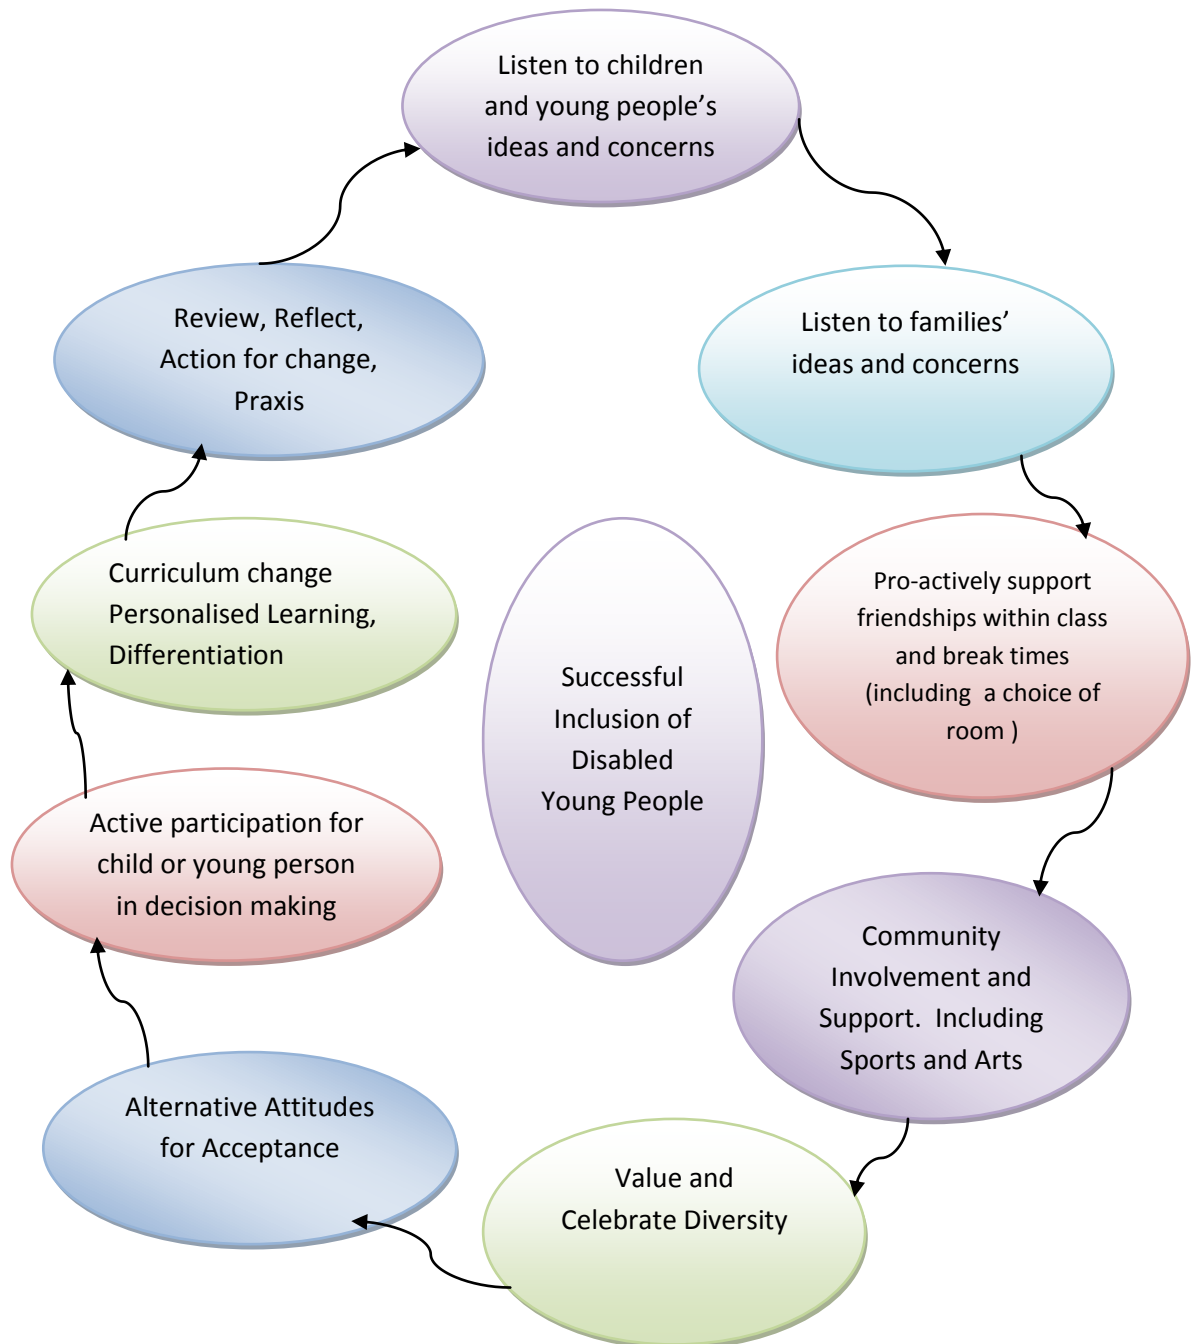 Listen to children
and young people’s
ideas and concerns
Listen to families’
ideas and concerns
Pro-actively support
friendships within class
and break times
(including  a choice of
room )
Community
Involvement and
Support.  Including
Sports and Arts
Value and
Celebrate Diversity
Alternative Attitudes
for Acceptance
Active participation for
child or young person
in decision making
Curriculum change
Personalised Learning,
Differentiation
Review, Reflect,
Action for change,
Praxis
Successful
Inclusion of
Disabled
Young People